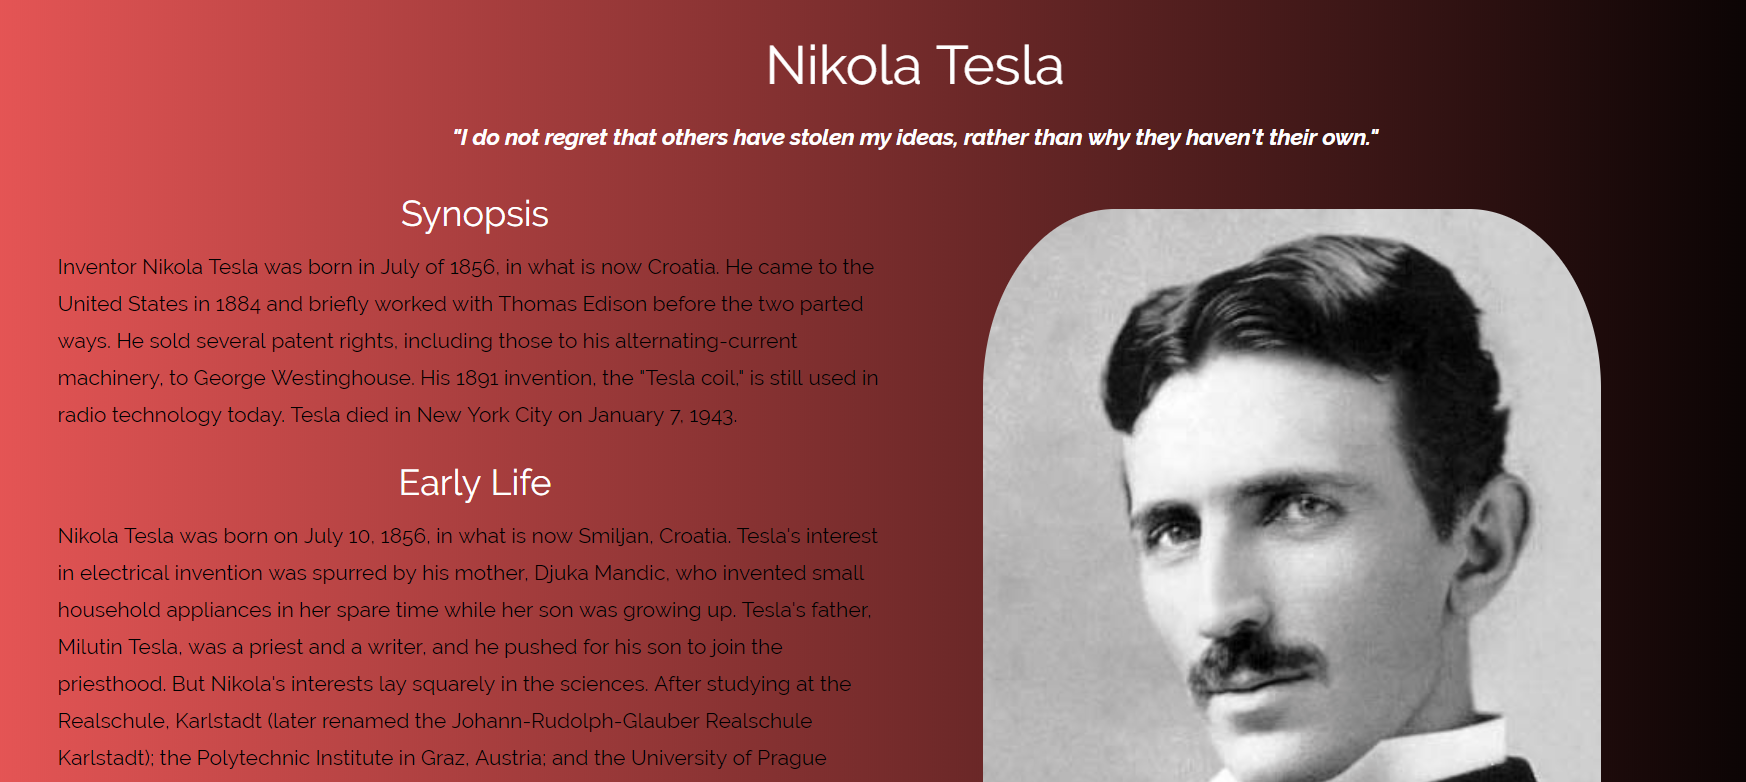 Nikola Tesla
"I do not regret that others have stolen my ideas, rather than why they haven't their own."
Synopsis
Inventor Nikola Tesla was born in July of 1856, in what is now Croatia. He came to the
United States in 1884 and briefly worked with Thomas Edison before the two parted
ways. He sold several patent rights, including those to his alternating-current
machinery, to George Westinghouse. His 1891 invention, the "Tesla coil," is still used in
radio technology today. Tesla died in New York City on January 7, 1943.
Early Life
Nikola Tesla was born on July 10, 1856, in what is now Smiljan, Croatia. Tesla's interest
in electrical invention was spurred by his mother, Djuka Mandic, who invented small
household appliances in her spare time while her son was growing up. Tesla's father,
Milutin Tesla, was a priest and a writer, and he pushed for his son to join the
priesthood. But Nikola's interests lay squarely in the sciences. After studying at the
Realschule, Karlstadt (later renamed the Johann-Rudolph-Glauber Realschule
Karlstadt); the Polytechnic Institute in Graz, Austria; and the University of Prague